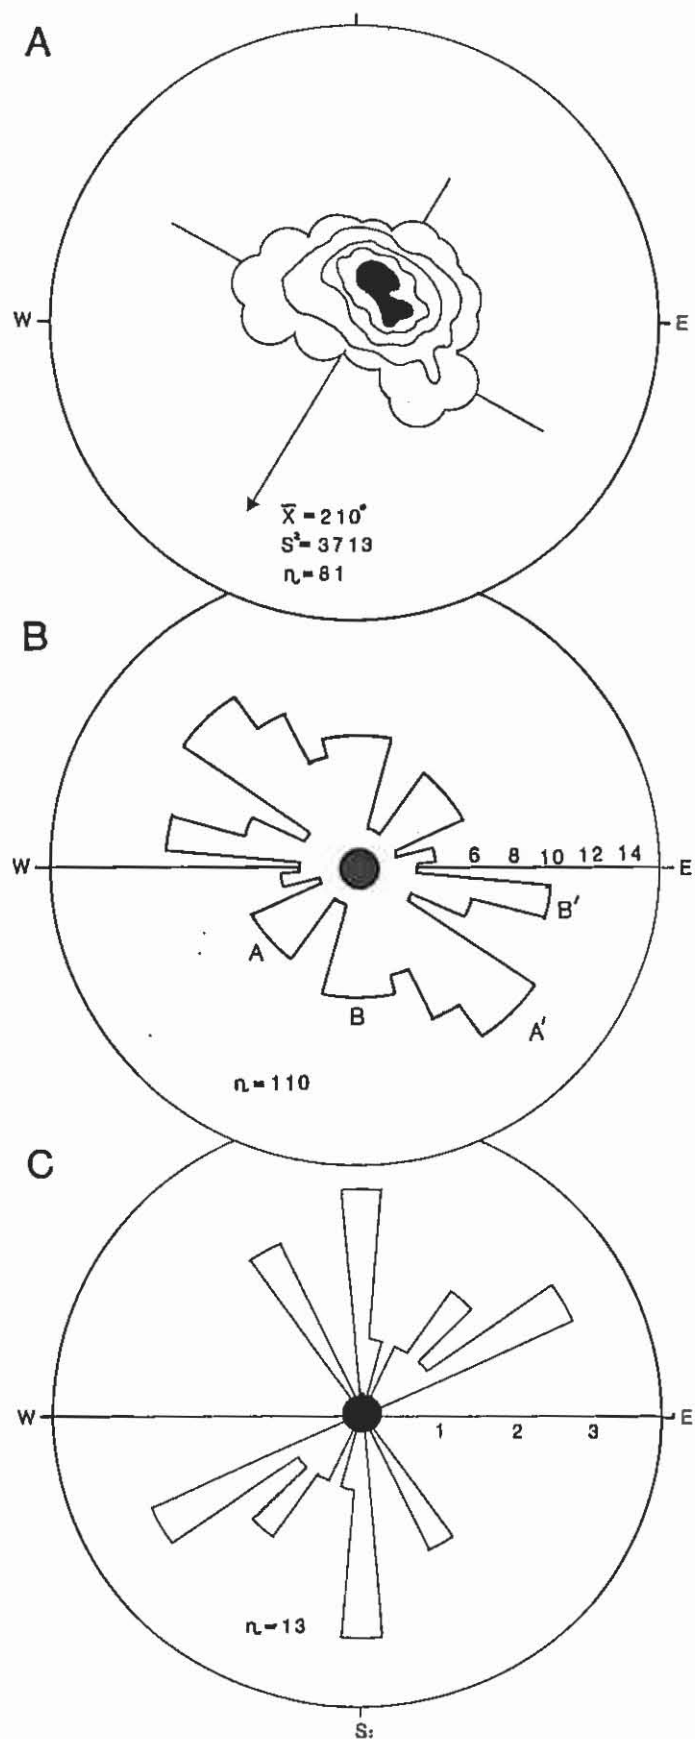 A
W E
X̄ = 210°
S²= 3713
n = 81
B
W 6 8 10 12 14 E
B′
A
B
A′
n = 110
C
W E
1 2 3
n = 13
S: